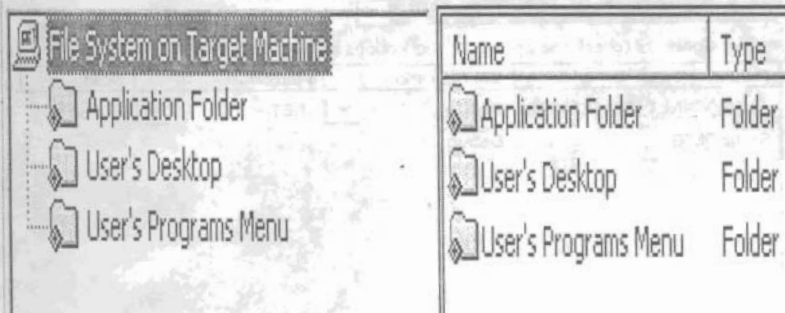 File System on Target Machine
Application Folder
User's Desktop
User's Programs Menu
Name Type
Application Folder Folder
User's Desktop Folder
User's Programs Menu Folder